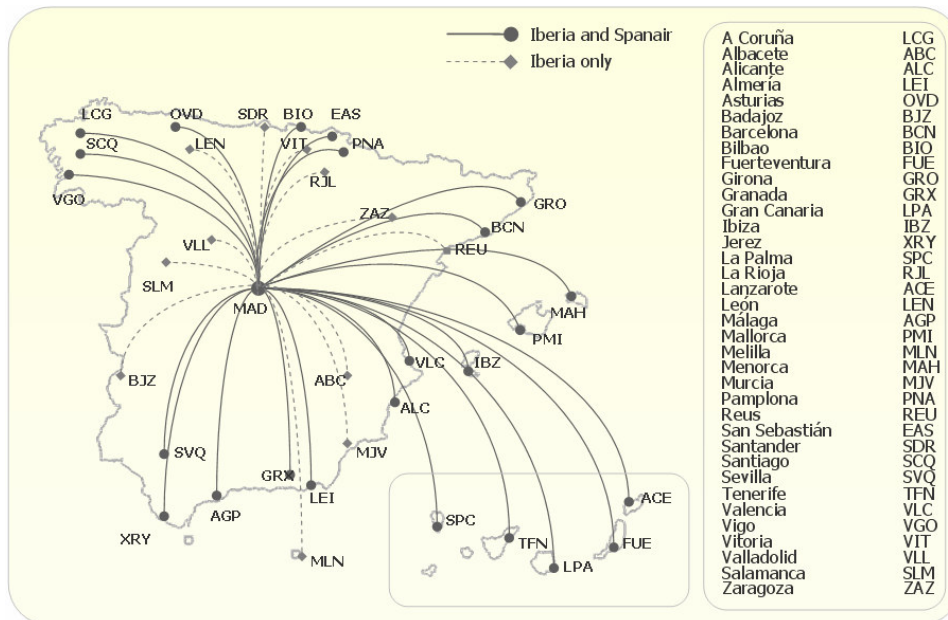 Iberia and Spanair
Iberia only
LCG
OVD
SDR
BIO
EAS
SCQ
LEN
VIT
PNA
RJL
VGO
GRO
ZAZ
BCN
VLL
REU
SLM
MAD
MAH
PMI
BJZ
ABC
VLC
IBZ
ALC
SVQ
MJV
GRX
LEI
AGP
XRY
MLN
SPC
TFN
LPA
ACE
FUE
A Coruña LCG
Albacete ABC
Alicante ALC
Almería LEI
Asturias OVD
Badajoz BJZ
Barcelona BCN
Bilbao BIO
Fuerteventura FUE
Girona GRO
Granada GRX
Gran Canaria LPA
Ibiza IBZ
Jerez XRY
La Palma SPC
La Rioja RJL
Lanzarote ACE
León LEN
Málaga AGP
Mallorca PMI
Melilla MLN
Menorca MAH
Murcia MJV
Pamplona PNA
Reus REU
San Sebastián EAS
Santander SDR
Santiago SCQ
Sevilla SVQ
Tenerife TFN
Valencia VLC
Vigo VGO
Vitoria VIT
Valladolid VLL
Salamanca SLM
Zaragoza ZAZ